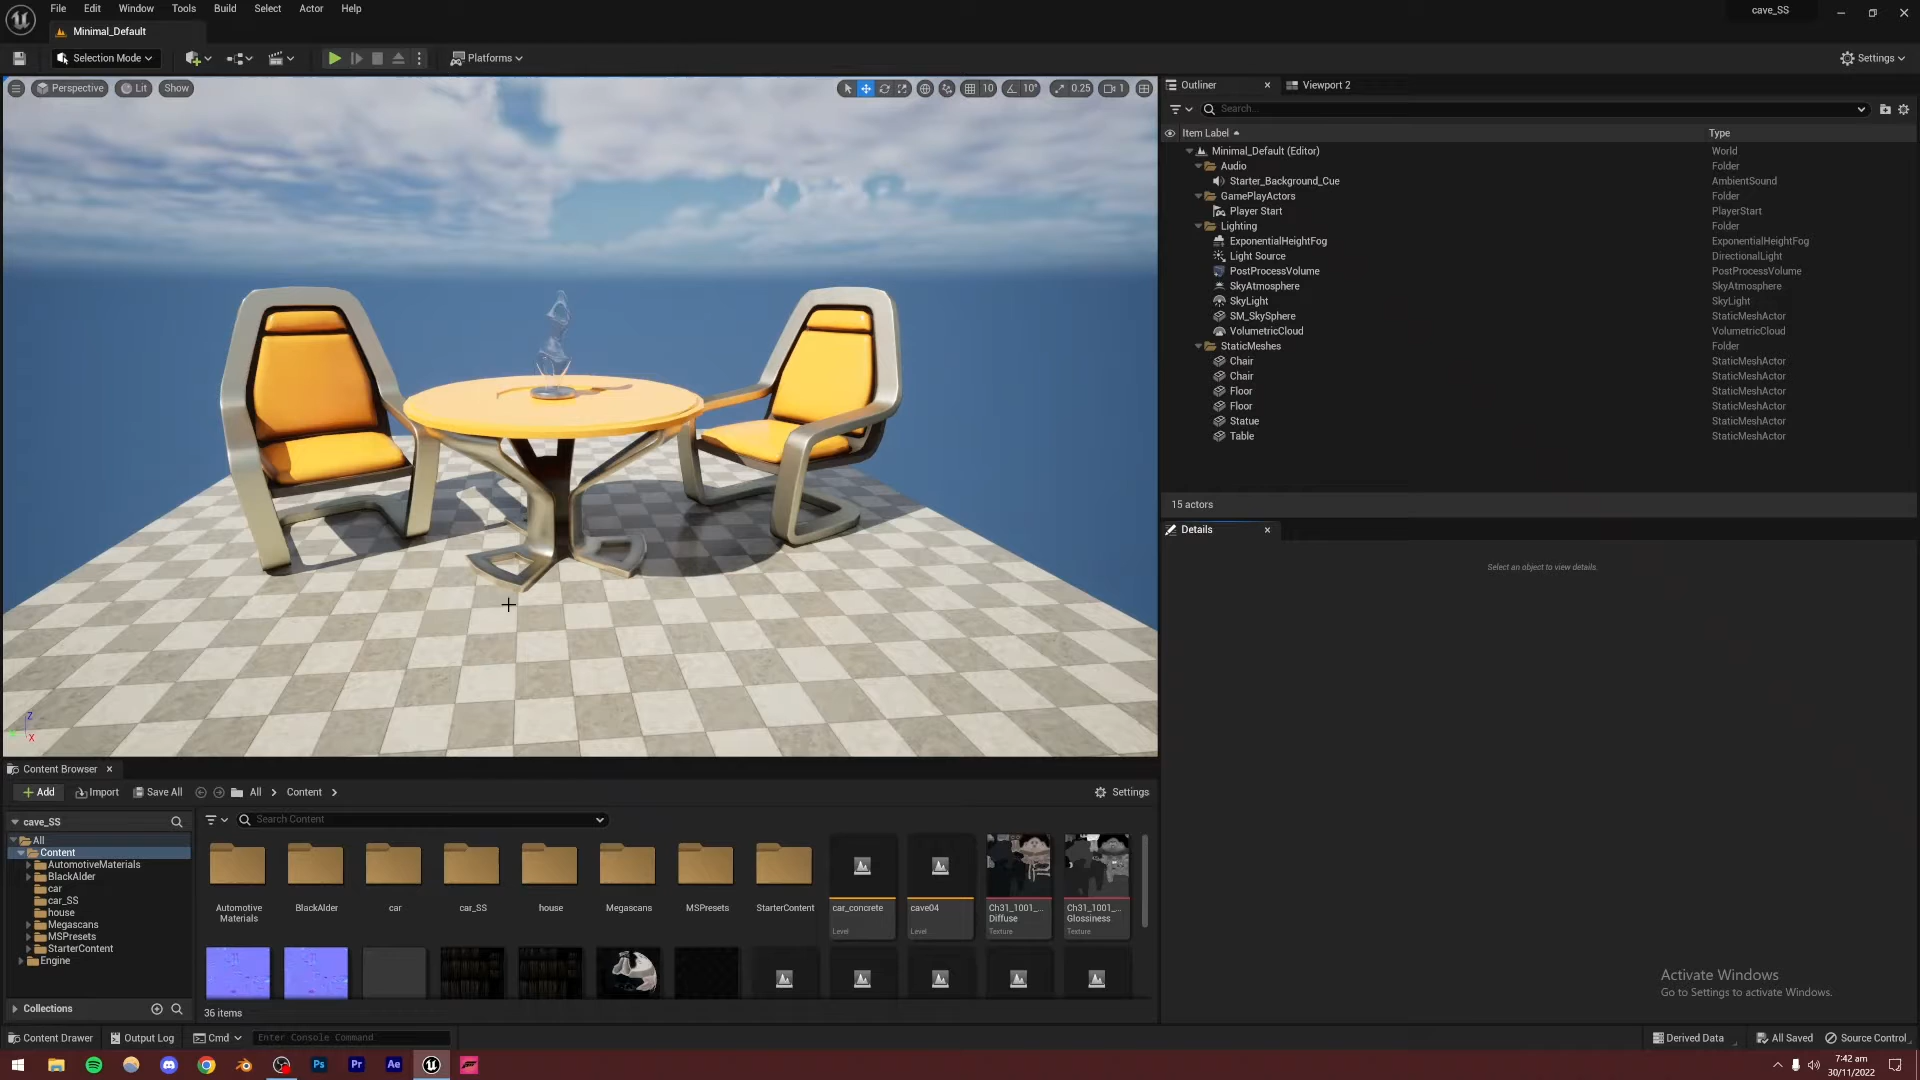 File Edit Window Tools Build Select Actor Help
cave_SS
Minimal_Default
Selection Mode
Platforms
Settings
Perspective Lit Show
10 10° 0.25 1
Outliner Viewport 2
Search...
Item Label Type
Minimal_Default (Editor) World
Audio Folder
Starter_Background_Cue AmbientSound
GamePlayActors Folder
Player Start PlayerStart
Lighting Folder
ExponentialHeightFog ExponentialHeightFog
Light Source DirectionalLight
PostProcessVolume PostProcessVolume
SkyAtmosphere SkyAtmosphere
SkyLight SkyLight
SM_SkySphere StaticMeshActor
VolumetricCloud VolumetricCloud
StaticMeshes Folder
Chair StaticMeshActor
Chair StaticMeshActor
Floor StaticMeshActor
Floor StaticMeshActor
Statue StaticMeshActor
Table StaticMeshActor
15 actors
Details
Select an object to view details.
Z
X
Content Browser
Add Import Save All All Content Settings
cave_SS
Search Content
All
Content
AutomotiveMaterials
BlackAlder
car
car_SS
house
Megascans
MSPresets
StarterContent
Engine
Automotive
Materials
BlackAlder
car
car_SS
house
Megascans
MSPresets
StarterContent
car_concrete
Level
cave04
Level
Ch31_1001_...
Diffuse
Texture
Ch31_1001_...
Glossiness
Texture
Collections
36 items
Activate Windows
Go to Settings to activate Windows.
Content Drawer Output Log Cmd Enter Console Command
Derived Data All Saved Source Control
Ps Pr Ae
7:42 am
30/11/2022